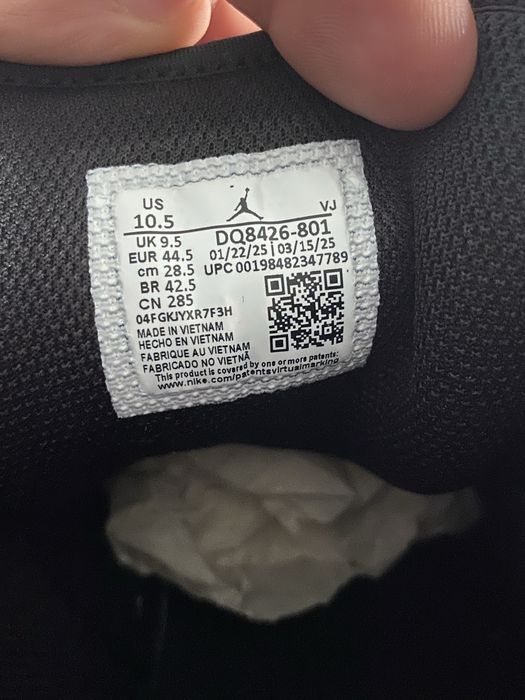 US
10.5
VJ
UK 9.5
DQ8426-801
EUR 44.5
01/22/25 | 03/15/25
cm 28.5
UPC 00198482347789
BR 42.5
CN 285
04FGKJYXR7F3H
MADE IN VIETNAM
HECHO EN VIETNAM
FABRIQUE AU VIETNAM
FABRICADO NO VIETNÃ
This product is covered by one or more patents:
www.nike.com/patentsvirtualmarking